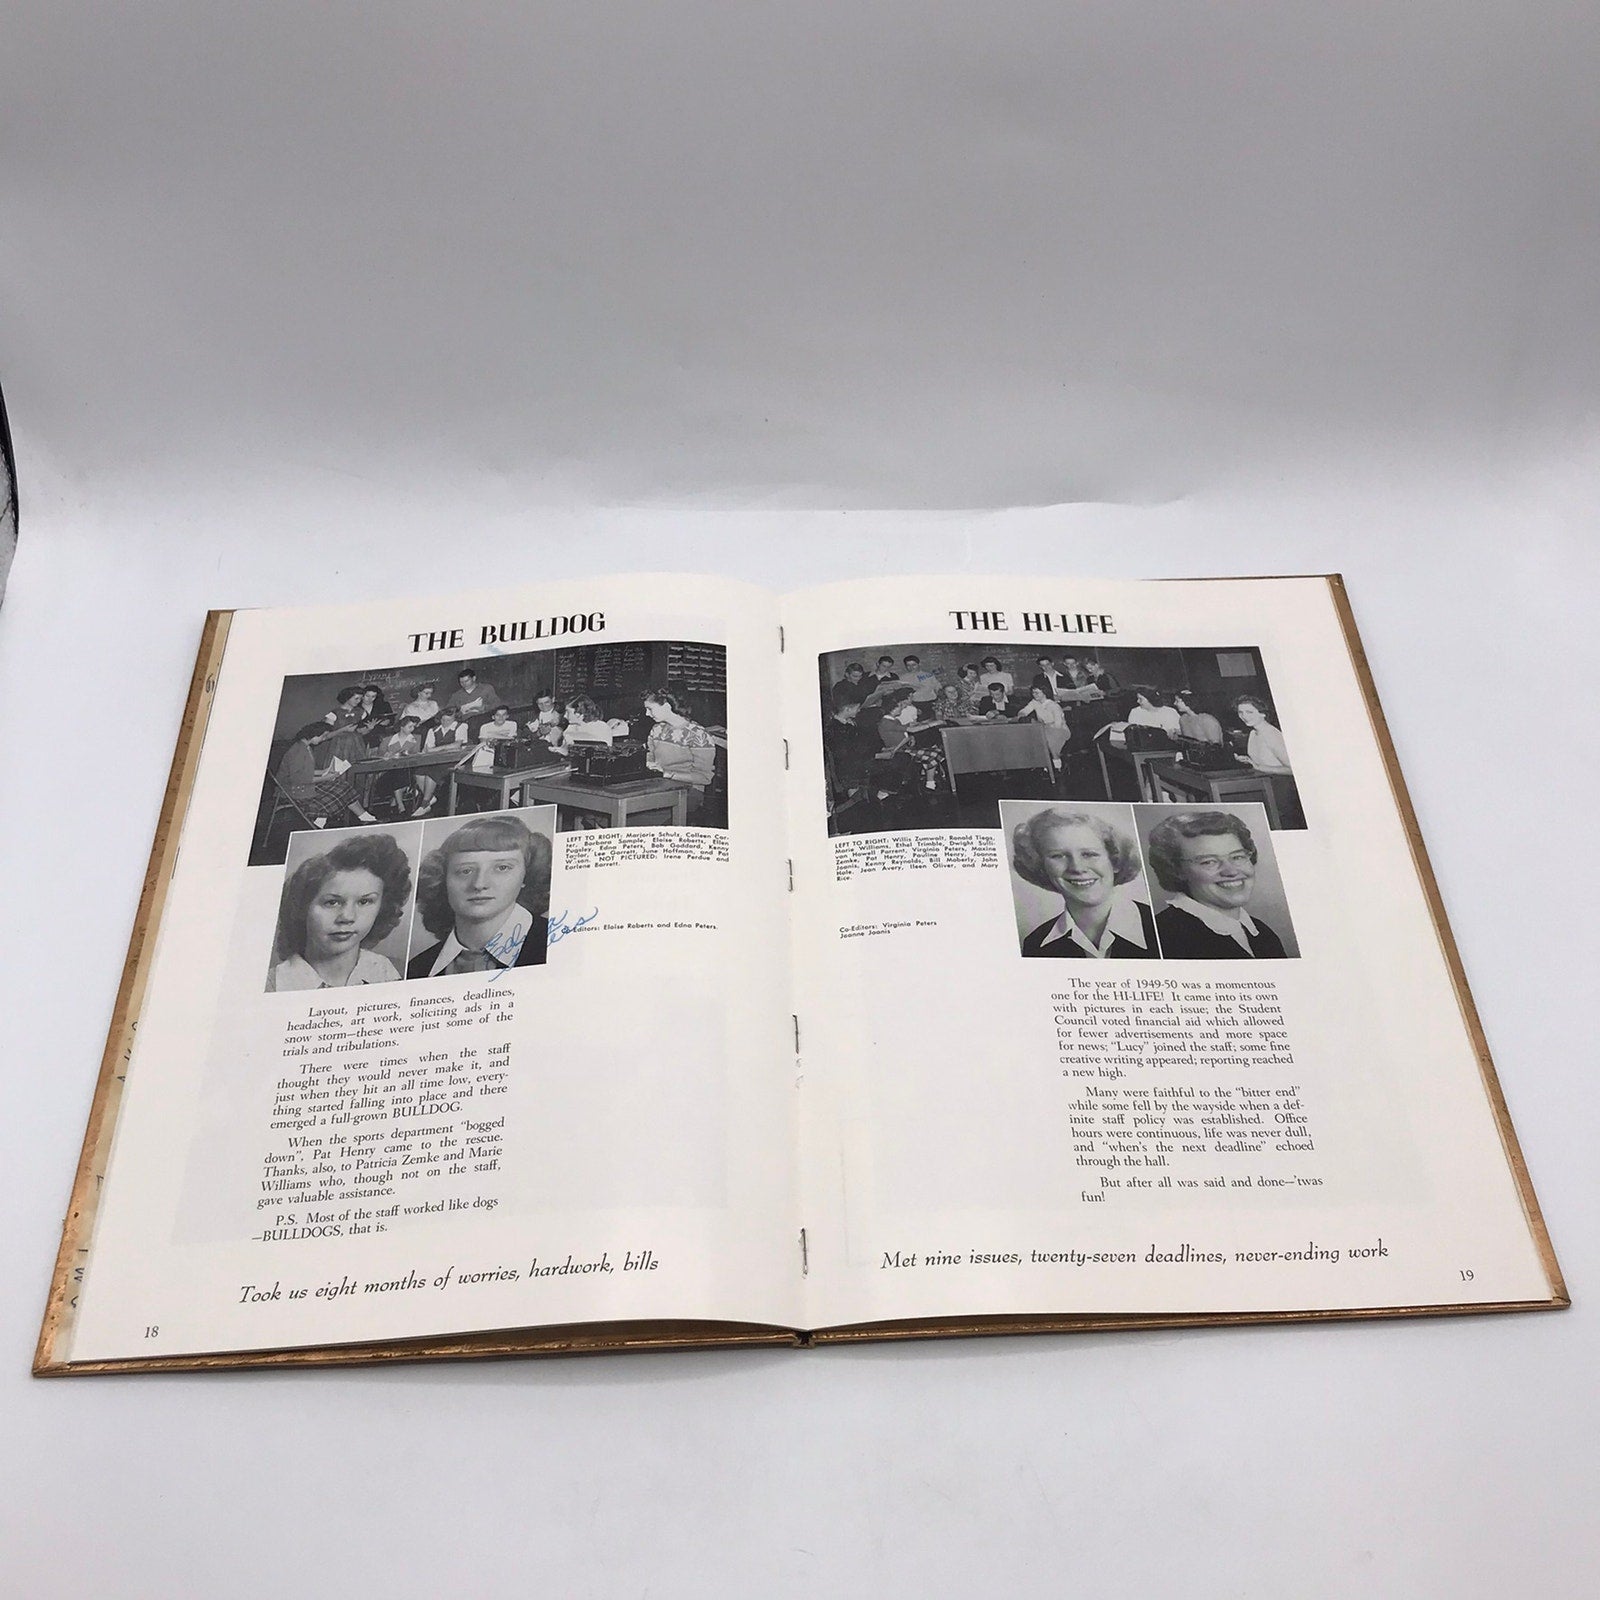 THE BULLDOG
LEFT TO RIGHT: Marjorie Schulz, Colleen Car-
ter, Barbara Sample, Eloise Roberts, Ellen
Pugsley, Edna Peters, Bob Goddard, Kenny
Taylor, Lee Garrett, June Hoffman, and Pat
Wilson. NOT PICTURED: Irene Perdue and
Earlene Barrett.
Editors: Eloise Roberts and Edna Peters.
Edna
Peters
Layout, pictures, finances, deadlines,
headaches, art work, soliciting ads in a
snow storm—these were just some of the
trials and tribulations.
There were times when the staff
thought they would never make it, and
just when they hit an all time low, every-
thing started falling into place and there
emerged a full-grown BULLDOG.
When the sports department "bogged
down", Pat Henry came to the rescue.
Thanks, also, to Patricia Zemke and Marie
Williams who, though not on the staff,
gave valuable assistance.
P.S. Most of the staff worked like dogs
—BULLDOGS, that is.
Took us eight months of worries, hardwork, bills
18
THE HI-LIFE
LEFT TO RIGHT: Willis Zumwalt, Ronald Tiega,
Marie Williams, Ethel Trimble, Dwight Sulli-
van Howell Parrent, Virginia Peters, Maxine
Zemke, Pat Henry, Pauline Henry, Joanne
Joanis, Kenny Reynolds, Bill Moberly, John
Hole, Jean Avery, Ileen Oliver, and Mary
Rice.
Co-Editors: Virginia Peters
Joanne Joanis
The year of 1949-50 was a momentous
one for the HI-LIFE! It came into its own
with pictures in each issue; the Student
Council voted financial aid which allowed
for fewer advertisements and more space
for news; "Lucy" joined the staff; some fine
creative writing appeared; reporting reached
a new high.
Many were faithful to the "bitter end"
while some fell by the wayside when a def-
inite staff policy was established. Office
hours were continuous, life was never dull,
and "when's the next deadline" echoed
through the hall.
But after all was said and done—'twas
fun!
Met nine issues, twenty-seven deadlines, never-ending work
19